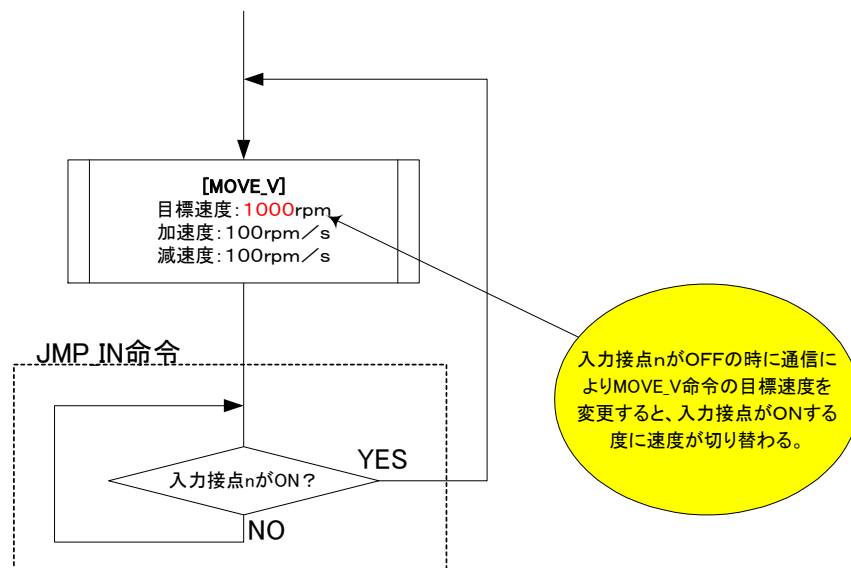 [MOVE_V]
目標速度：1000rpm
加速度：100rpm／s
減速度：100rpm／s
JMP_IN命令
入力接点nがOFFの時に通信に
よりMOVE_V命令の目標速度を
変更すると、入力接点がONする
度に速度が切り替わる。
入力接点nがON？
YES
NO